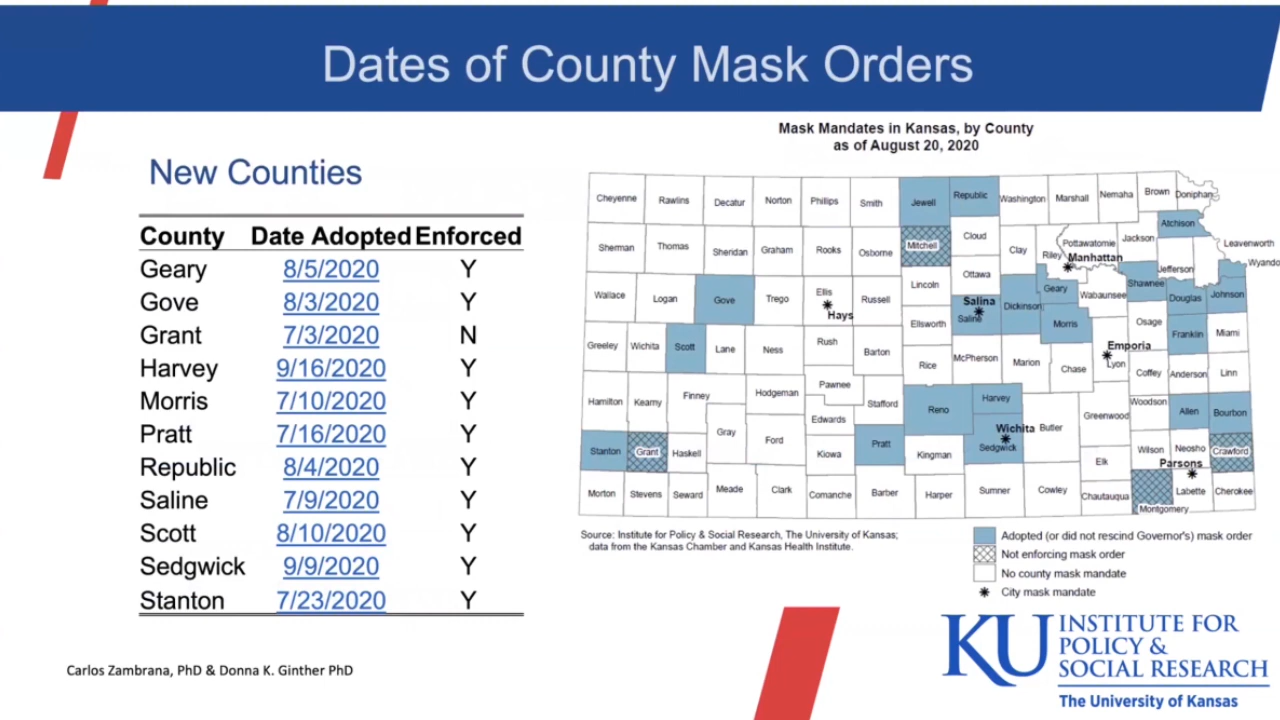 Dates of County Mask Orders
New Counties
County Date Adopted Enforced
Geary 8/5/2020 Y
Gove 8/3/2020 Y
Grant 7/3/2020 N
Harvey 9/16/2020 Y
Morris 7/10/2020 Y
Pratt 7/16/2020 Y
Republic 8/4/2020 Y
Saline 7/9/2020 Y
Scott 8/10/2020 Y
Sedgwick 9/9/2020 Y
Stanton 7/23/2020 Y
Carlos Zambrana, PhD & Donna K. Ginther PhD
Mask Mandates in Kansas, by County
as of August 20, 2020
Cheyenne Rawlins Decatur Norton Phillips Smith Jewell Republic Washington Marshall Nemaha Brown Doniphan
Atchison
Sherman Thomas Sheridan Graham Rooks Osborne Mitchell Cloud Clay Riley Pottawatomie Jackson Leavenworth
Manhattan Jefferson Wyando
Ottawa
Wallace Logan Gove Trego Ellis Russell Lincoln Dickinson Geary Wabaunsee Shawnee Douglas Johnson
Hays Salina
Saline
Ellsworth Morris Osage Franklin Miami
Greeley Wichita Scott Lane Ness Rush Barton Rice McPherson Marion Chase Emporia
Lyon Coffey Anderson Linn
Hamilton Kearny Finney Hodgeman Pawnee Stafford Reno Harvey Greenwood Woodson Allen Bourbon
Edwards
Gray Ford Wichita Butler
Stanton Grant Haskell Kiowa Pratt Kingman Sedgwick Elk Wilson Neosho Crawford
Parsons
Morton Stevens Seward Meade Clark Comanche Barber Harper Sumner Cowley Chautauqua Labette Cherokee
Montgomery
Source: Institute for Policy & Social Research, The University of Kansas;
data from the Kansas Chamber and Kansas Health Institute.
Adopted (or did not rescind Governor's) mask order
Not enforcing mask order
No county mask mandate
City mask mandate
KU INSTITUTE FOR
POLICY &
SOCIAL RESEARCH
The University of Kansas